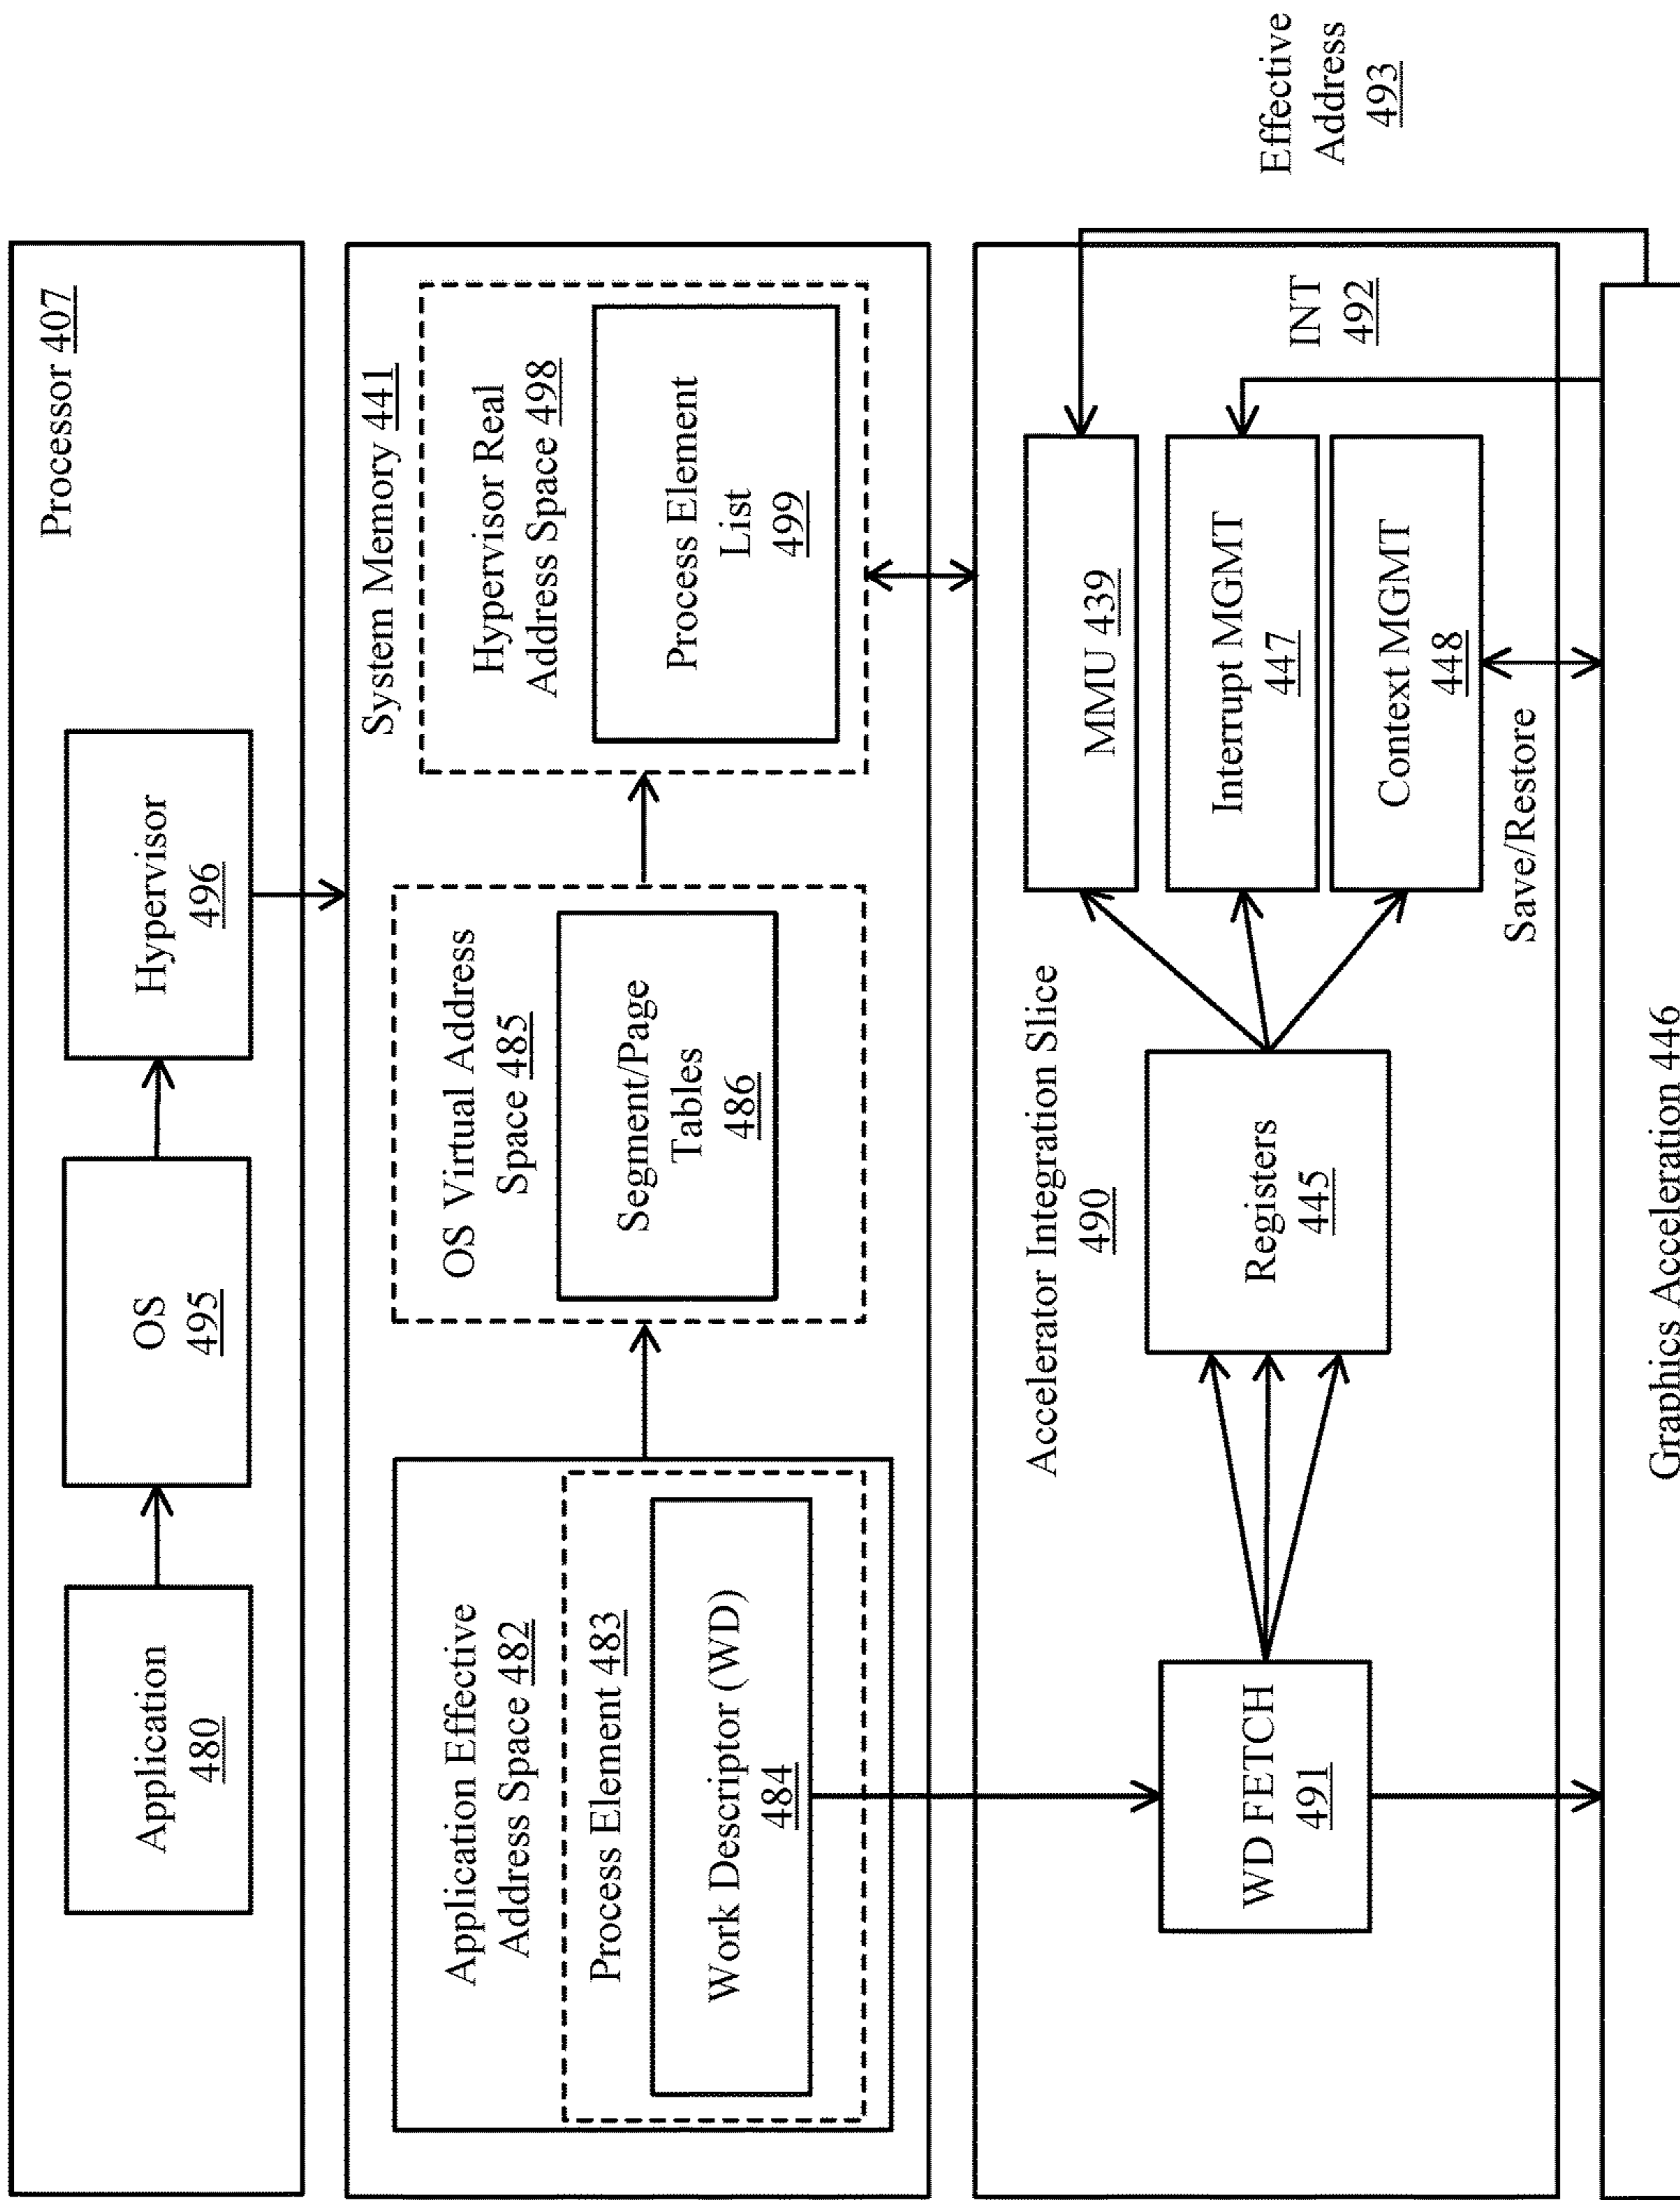 Processor 407
Application
480
OS
495
Hypervisor
496
System Memory 441
Application Effective
Address Space 482
Process Element 483
Work Descriptor (WD)
484
OS Virtual Address
Space 485
Segment/Page
Tables
486
Hypervisor Real
Address Space 498
Process Element
List
499
Accelerator Integration Slice
490
WD FETCH
491
Registers
445
MMU 439
Interrupt MGMT
447
Context MGMT
448
Save/Restore
INT
492
Effective
Address
493
Graphics Acceleration 446